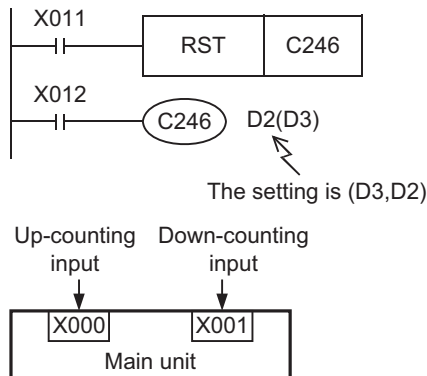 X011
RST C246
X012
C246 D2(D3)
The setting is (D3,D2)
Up-counting input
Down-counting input
X000 X001
Main unit